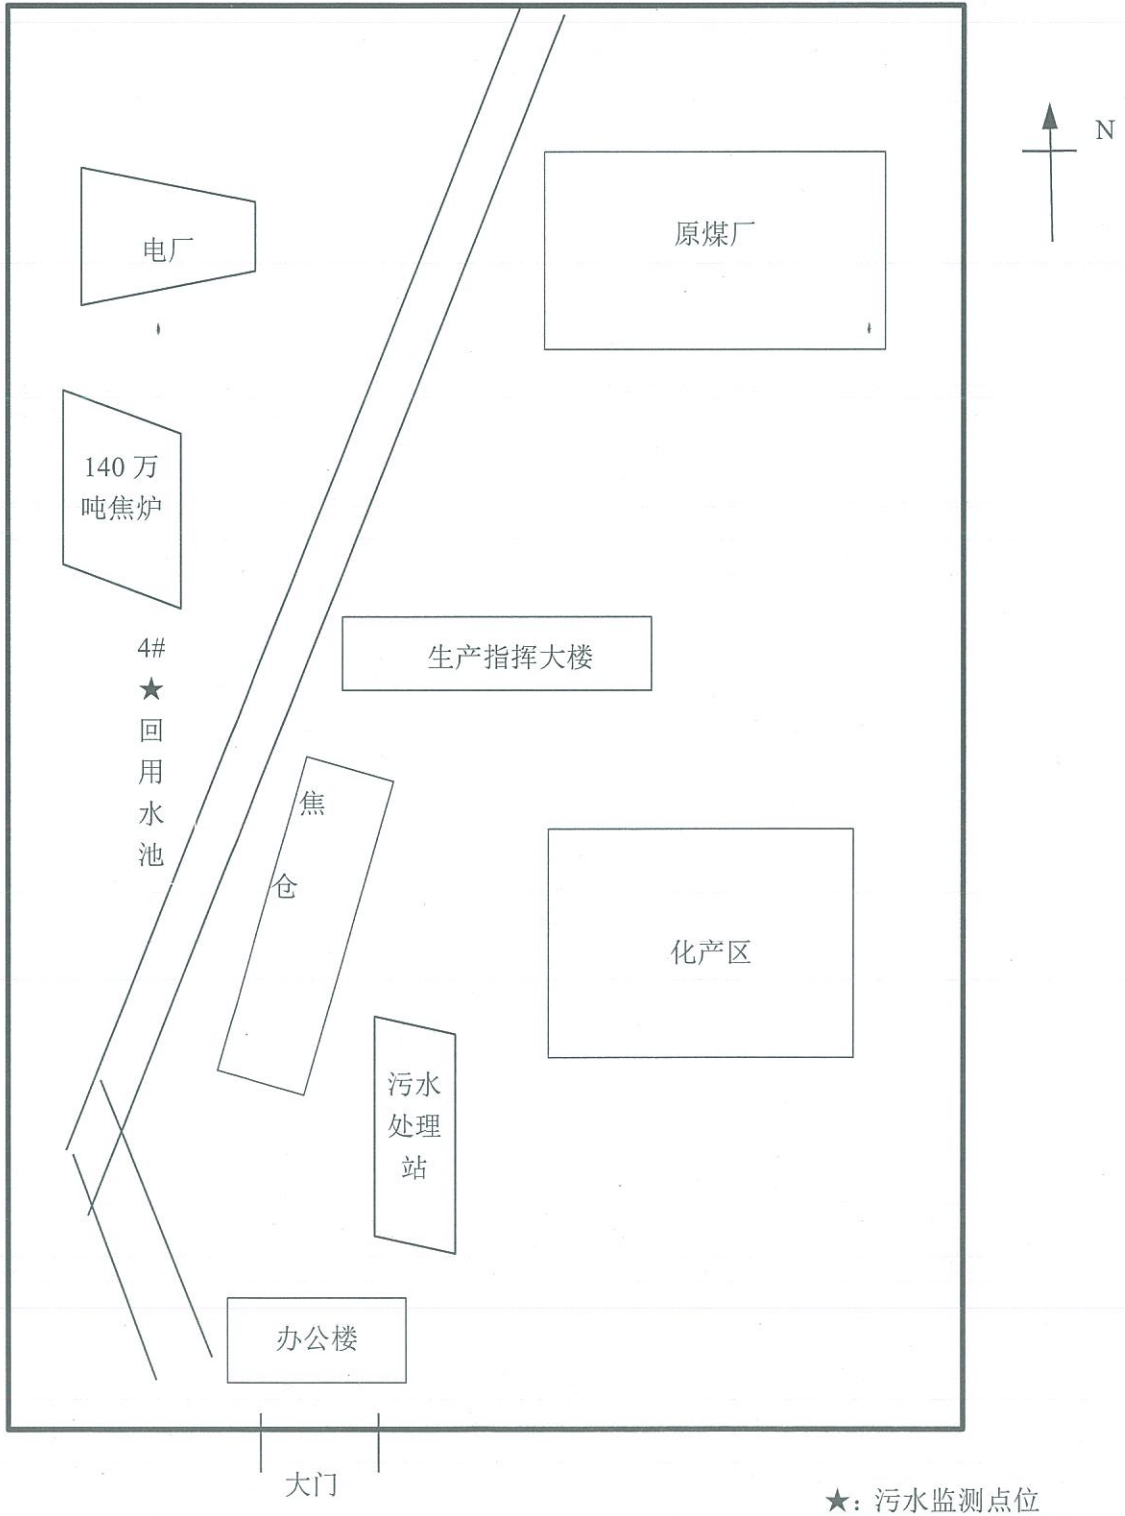 N
原煤厂
电厂
140 万
吨焦炉
4#
★
回
用
水
池
生产指挥大楼
焦
仓
化产区
污水
处理
站
办公楼
大门
★：污水监测点位